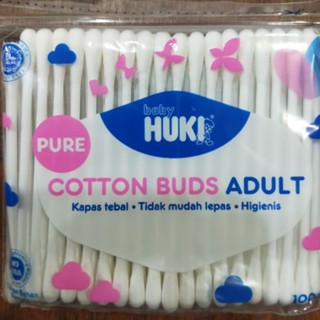 baby
HUKI
PURE
COTTON BUDS ADULT
Kapas tebal • Tidak mudah lepas • Higienis